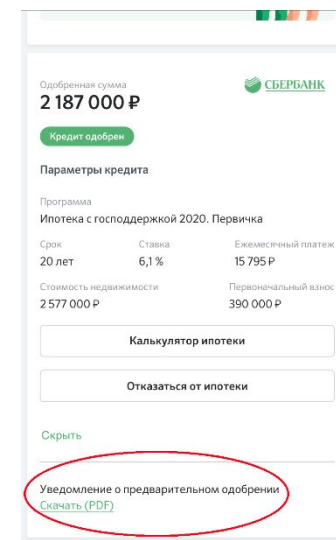 Одобренная сумма
2 187 000 ₽
СБЕРБАНК
Кредит одобрен
Параметры кредита
Программа
Ипотека с господдержкой 2020. Первичка
Срок Ставка Ежемесячный платеж
20 лет 6,1 % 15 795 ₽
Стоимость недвижимости Первоначальный взнос
2 577 000 ₽ 390 000 ₽
Калькулятор ипотеки
Отказаться от ипотеки
Скрыть
Уведомление о предварительном одобрении
Скачать (PDF)